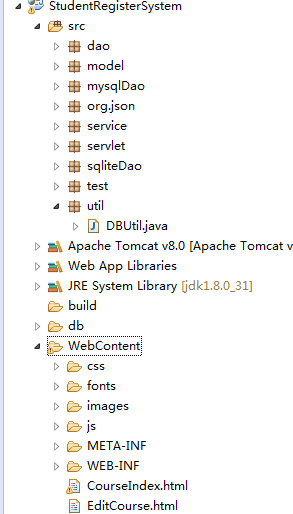 StudentRegisterSystem
src
dao
model
mysqlDao
org.json
service
servlet
sqliteDao
test
util
DBUtil.java
Apache Tomcat v8.0 [Apache Tomcat v
Web App Libraries
JRE System Library [jdk1.8.0_31]
build
db
WebContent
css
fonts
images
js
META-INF
WEB-INF
CourseIndex.html
EditCourse.html